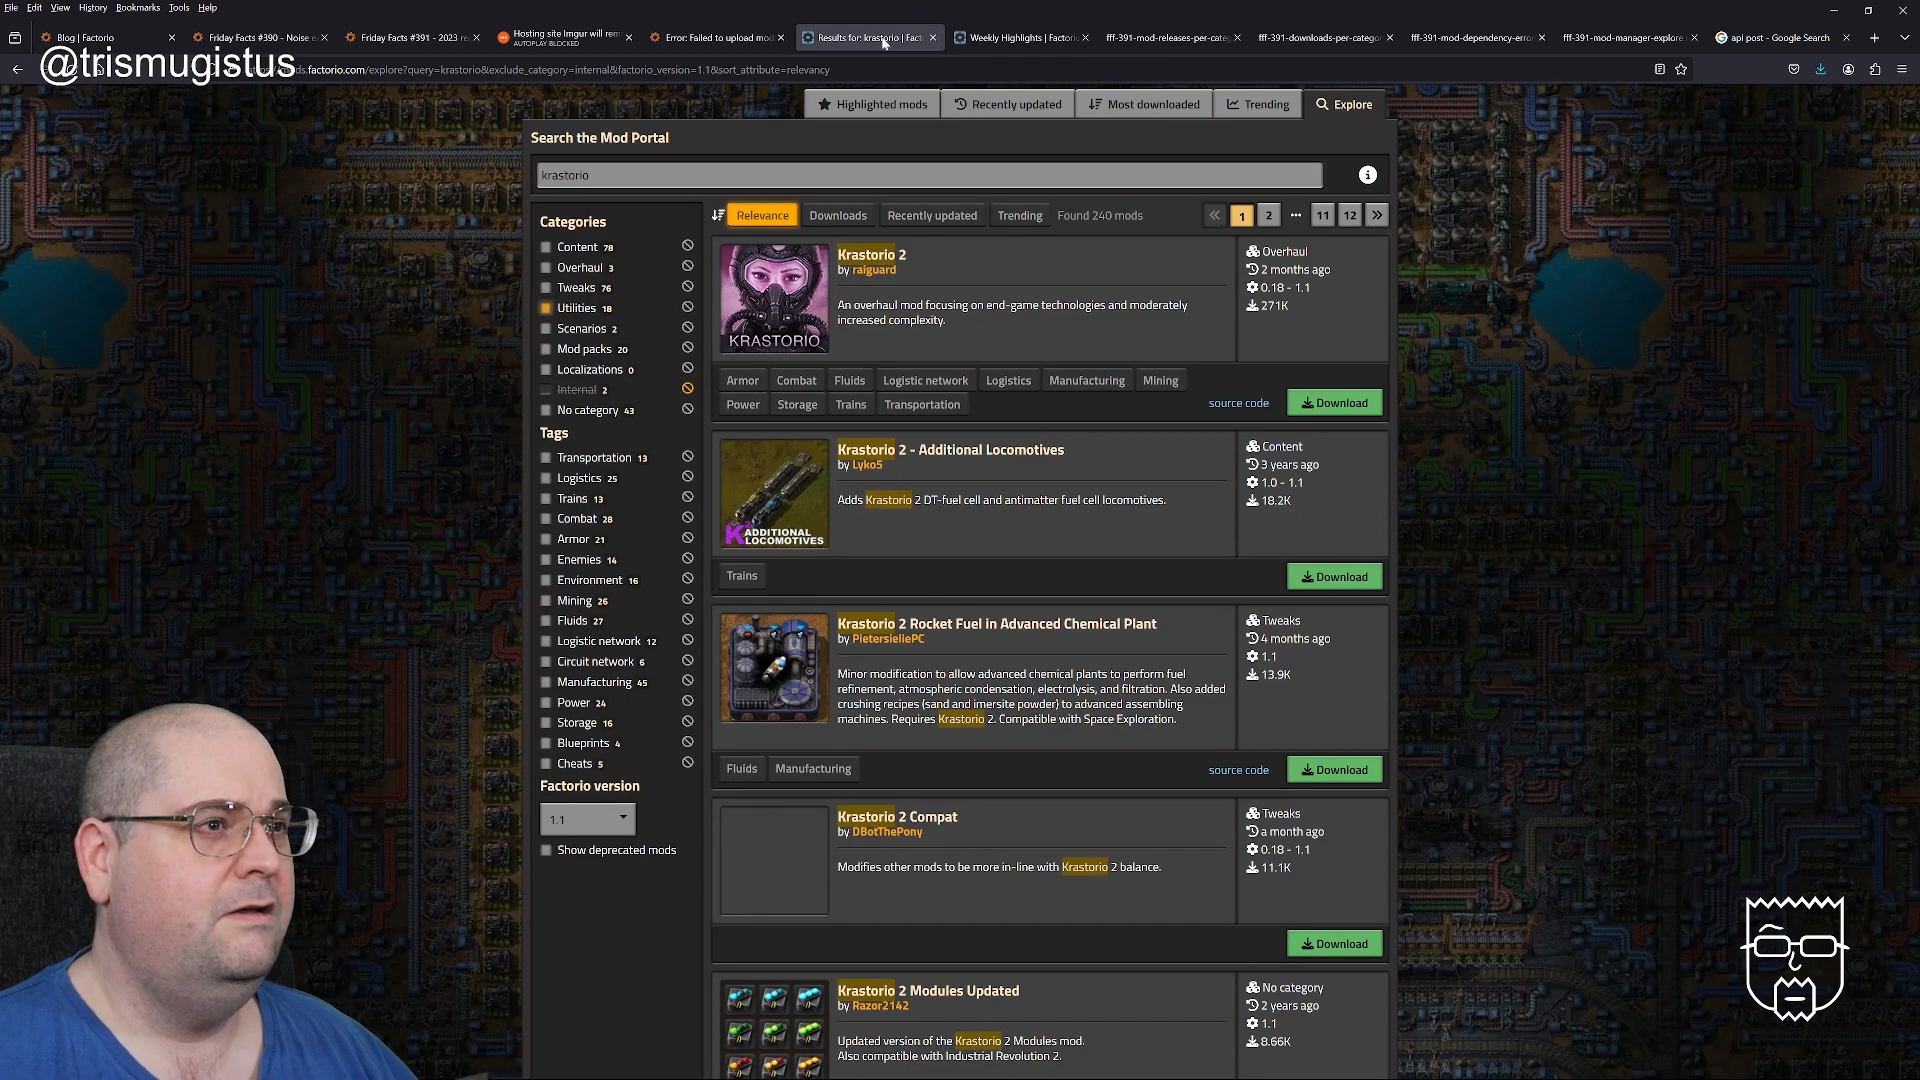 File Edit View History Bookmarks Tools Help
Blog | Factorio
Friday Facts #390 - Noise e
Friday Facts #391 - 2023 re
Hosting site Imgur will rem
AUTOPLAY BLOCKED
Error: Failed to upload mod
Results for: krastorio | Fact
Weekly Highlights | Factorio
fff-391-mod-releases-per-cate
fff-391-downloads-per-categor
fff-391-mod-dependency-error
fff-391-mod-manager-explore.
api post - Google Search
@trismugistus
ds.factorio.com/explore?query=krastorio&exclude_category=internal&factorio_version=1.1&sort_attribute=relevancy
Highlighted mods
Recently updated
Most downloaded
Trending
Explore
Search the Mod Portal
krastorio
Categories
Content 78
Overhaul 3
Tweaks 76
Utilities 18
Scenarios 2
Mod packs 20
Localizations 0
Internal 2
No category 43
Tags
Transportation 13
Logistics 25
Trains 13
Combat 28
Armor 21
Enemies 14
Environment 16
Mining 26
Fluids 27
Logistic network 12
Circuit network 6
Manufacturing 45
Power 24
Storage 16
Blueprints 4
Cheats 5
Factorio version
1.1
Show deprecated mods
Relevance Downloads Recently updated Trending Found 240 mods
« 1 2 ... 11 12 »
Krastorio 2
by raiguard
An overhaul mod focusing on end-game technologies and moderately
increased complexity.
KRASTORIO
Overhaul
2 months ago
0.18 - 1.1
271K
Armor Combat Fluids Logistic network Logistics Manufacturing Mining
Power Storage Trains Transportation
source code Download
Krastorio 2 - Additional Locomotives
by Lyko5
Adds Krastorio 2 DT-fuel cell and antimatter fuel cell locomotives.
K2 ADDITIONAL
LOCOMOTIVES
Content
3 years ago
1.0 - 1.1
18.2K
Trains
Download
Krastorio 2 Rocket Fuel in Advanced Chemical Plant
by PietersieliePC
Minor modification to allow advanced chemical plants to perform fuel
refinement, atmospheric condensation, electrolysis, and filtration. Also added
crushing recipes (sand and imersite powder) to advanced assembling
machines. Requires Krastorio 2. Compatible with Space Exploration.
Tweaks
4 months ago
1.1
13.9K
Fluids Manufacturing
source code Download
Krastorio 2 Compat
by DBotThePony
Modifies other mods to be more in-line with Krastorio 2 balance.
Tweaks
a month ago
0.18 - 1.1
11.1K
Download
Krastorio 2 Modules Updated
by Razor2142
Updated version of the Krastorio 2 Modules mod.
Also compatible with Industrial Revolution 2.
No category
2 years ago
1.1
8.66K